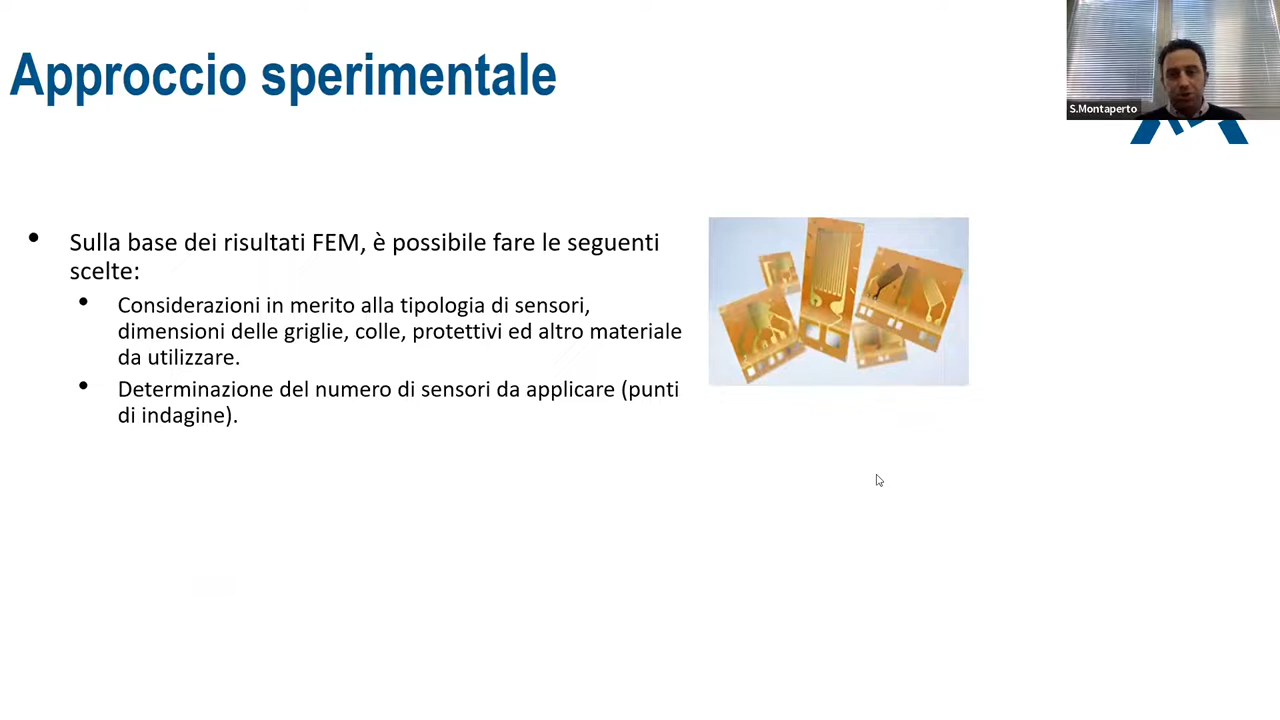 Approccio sperimentale
S.Montaperto
• Sulla base dei risultati FEM, è possibile fare le seguenti
scelte:
• Considerazioni in merito alla tipologia di sensori,
dimensioni delle griglie, colle, protettivi ed altro materiale
da utilizzare.
• Determinazione del numero di sensori da applicare (punti
di indagine).